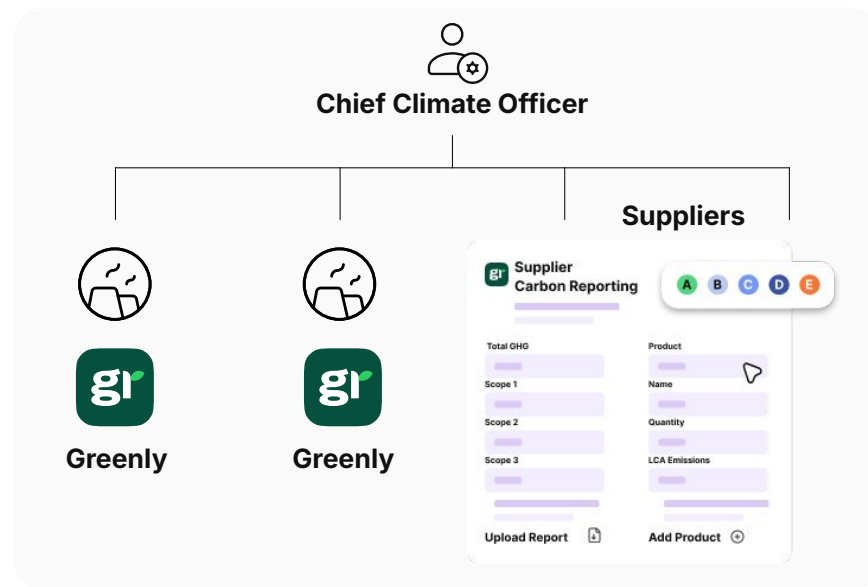 Chief Climate Officer
Suppliers
gr
Supplier
Carbon Reporting
A B C D E
Total GHG
Product
Scope 1
Name
Scope 2
Quantity
Scope 3
LCA Emissions
Upload Report
Add Product
gr
Greenly
gr
Greenly